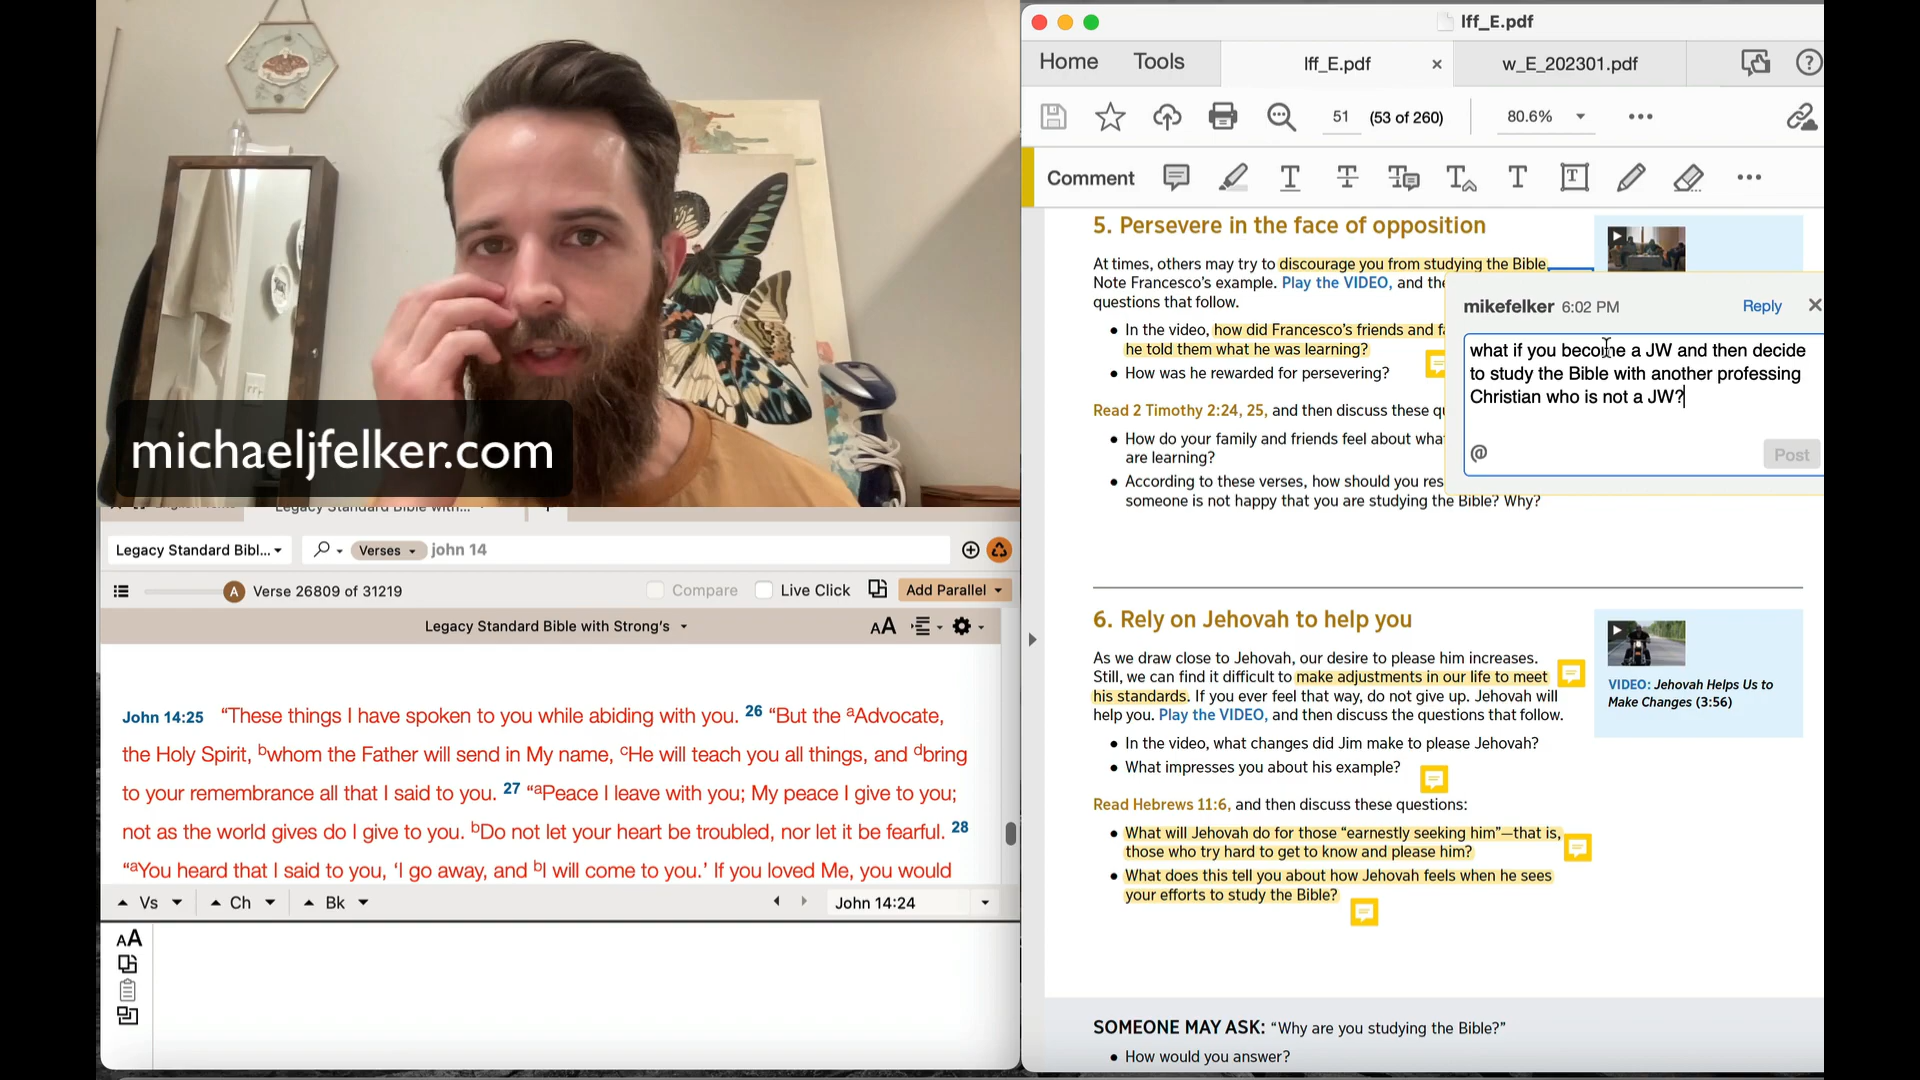 michaeljfelker.com
Legacy Standard Bibl...
Verses
john 14
Verse 26809 of 31219
Compare
Live Click
Add Parallel
Legacy Standard Bible with Strong's
AA
John 14:25 “These things I have spoken to you while abiding with you. 26 “But the aAdvocate,
the Holy Spirit, bwhom the Father will send in My name, cHe will teach you all things, and dbring
to your remembrance all that I said to you. 27 “aPeace I leave with you; My peace I give to you;
not as the world gives do I give to you. bDo not let your heart be troubled, nor let it be fearful. 28
“aYou heard that I said to you, ‘I go away, and bI will come to you.’ If you loved Me, you would
Vs
Ch
Bk
John 14:24
AA
lff_E.pdf
Home
Tools
lff_E.pdf
w_E_202301.pdf
51
(53 of 260)
80.6%
Comment
5. Persevere in the face of opposition
At times, others may try to discourage you from studying the Bible
Note Francesco’s example. Play the VIDEO, and the
questions that follow.
In the video, how did Francesco’s friends and fa
he told them what he was learning?
How was he rewarded for persevering?
Read 2 Timothy 2:24, 25, and then discuss these qu
How do your family and friends feel about wha
are learning?
According to these verses, how should you res
someone is not happy that you are studying the Bible? Why?
mikefelker 6:02 PM
Reply
what if you become a JW and then decide
to study the Bible with another professing
Christian who is not a JW?
@
Post
6. Rely on Jehovah to help you
As we draw close to Jehovah, our desire to please him increases.
Still, we can find it difficult to make adjustments in our life to meet
his standards. If you ever feel that way, do not give up. Jehovah will
help you. Play the VIDEO, and then discuss the questions that follow.
In the video, what changes did Jim make to please Jehovah?
What impresses you about his example?
Read Hebrews 11:6, and then discuss these questions:
What will Jehovah do for those “earnestly seeking him”—that is,
those who try hard to get to know and please him?
What does this tell you about how Jehovah feels when he sees
your efforts to study the Bible?
VIDEO: Jehovah Helps Us to
Make Changes (3:56)
SOMEONE MAY ASK: “Why are you studying the Bible?”
How would you answer?